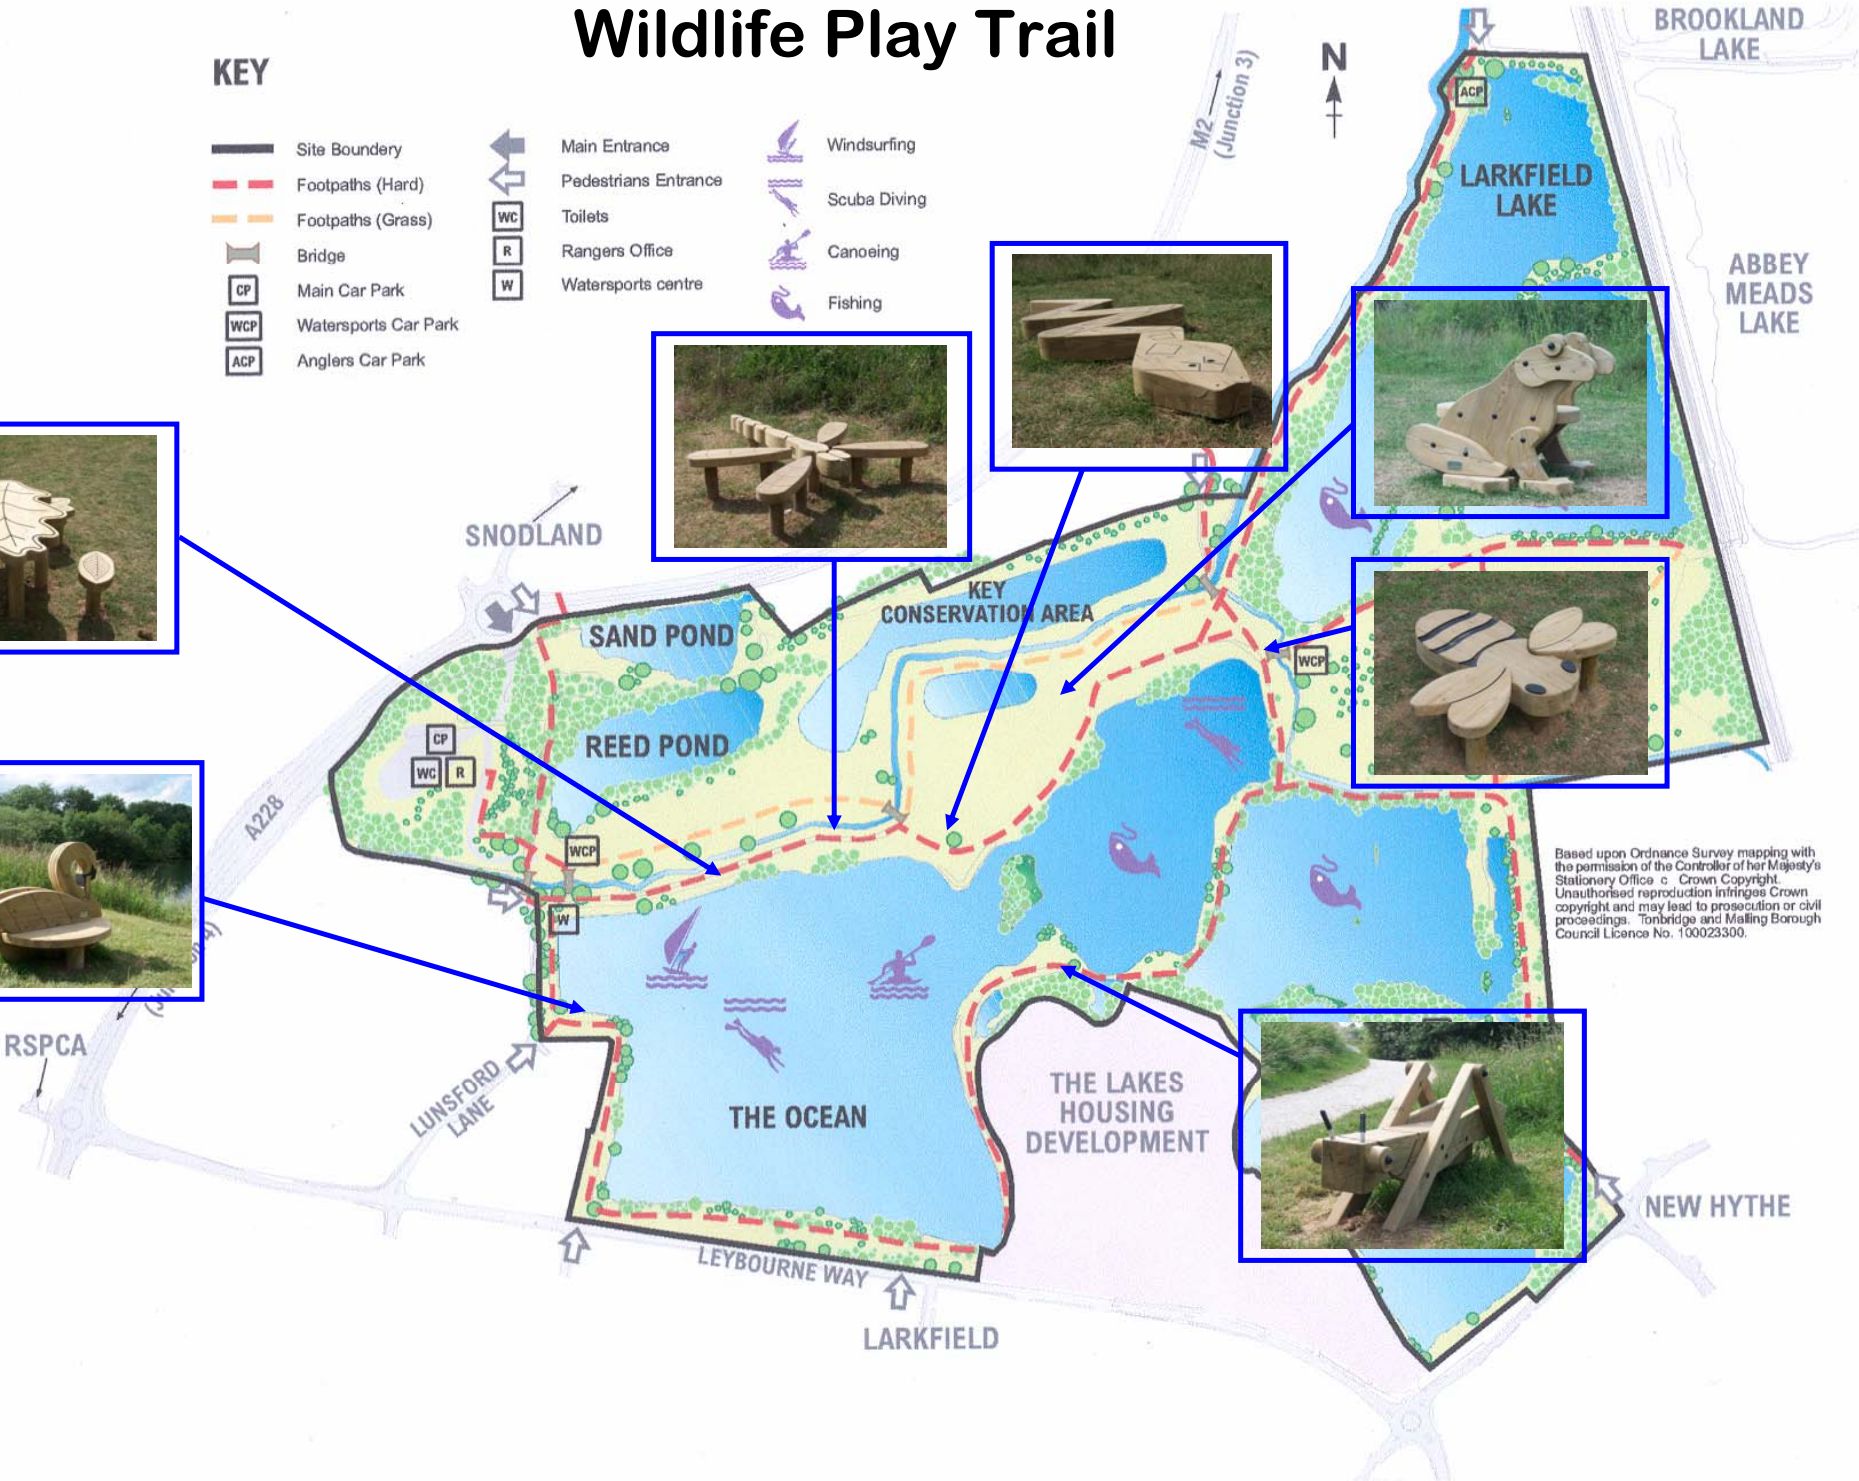 Wildlife Play Trail
KEY
Site Boundery
Footpaths (Hard)
Footpaths (Grass)
Bridge
CP
Main Car Park
WCP
Watersports Car Park
ACP
Anglers Car Park
Main Entrance
Pedestrians Entrance
WC
Toilets
R
Rangers Office
W
Watersports centre
Windsurfing
Scuba Diving
Canoeing
Fishing
M2
(Junction 3)
N
BROOKLAND
LAKE
ACP
LARKFIELD
LAKE
ABBEY
MEADS
LAKE
SNODLAND
KEY
CONSERVATION AREA
SAND POND
REED POND
WCP
CP
WC
R
A228
WCP
W
RSPCA
LUNSFORD
LANE
THE OCEAN
THE LAKES
HOUSING
DEVELOPMENT
LEYBOURNE WAY
LARKFIELD
NEW HYTHE
Based upon Ordnance Survey mapping with
the permission of the Controller of her Majesty's
Stationery Office c Crown Copyright.
Unauthorised reproduction infringes Crown
copyright and may lead to prosecution or civil
proceedings. Tonbridge and Malling Borough
Council Licence No. 100023300.